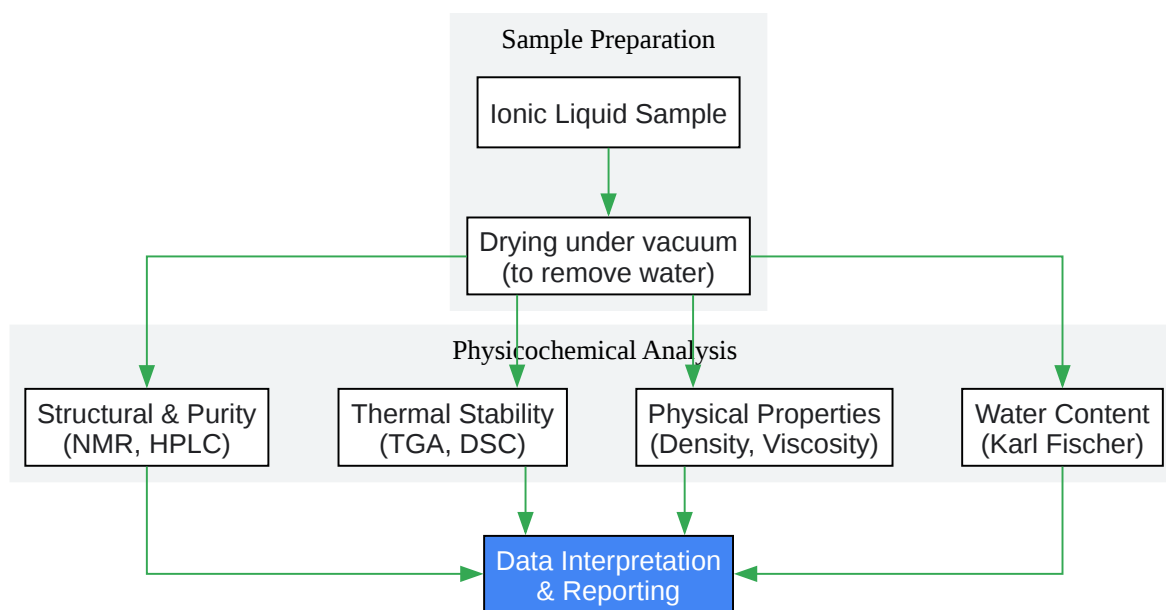 Sample Preparation
Ionic Liquid Sample
Drying under vacuum
(to remove water)
Physicochemical Analysis
Structural & Purity
(NMR, HPLC)
Thermal Stability
(TGA, DSC)
Physical Properties
(Density, Viscosity)
Water Content
(Karl Fischer)
Data Interpretation
& Reporting